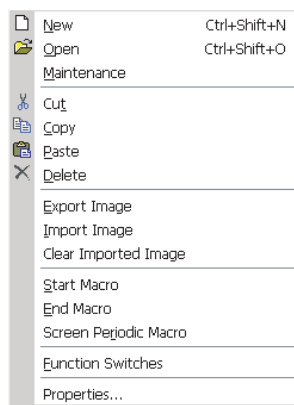 New Ctrl+Shift+N
Open Ctrl+Shift+O
Maintenance
Cut
Copy
Paste
Delete
Export Image
Import Image
Clear Imported Image
Start Macro
End Macro
Screen Periodic Macro
Function Switches
Properties...